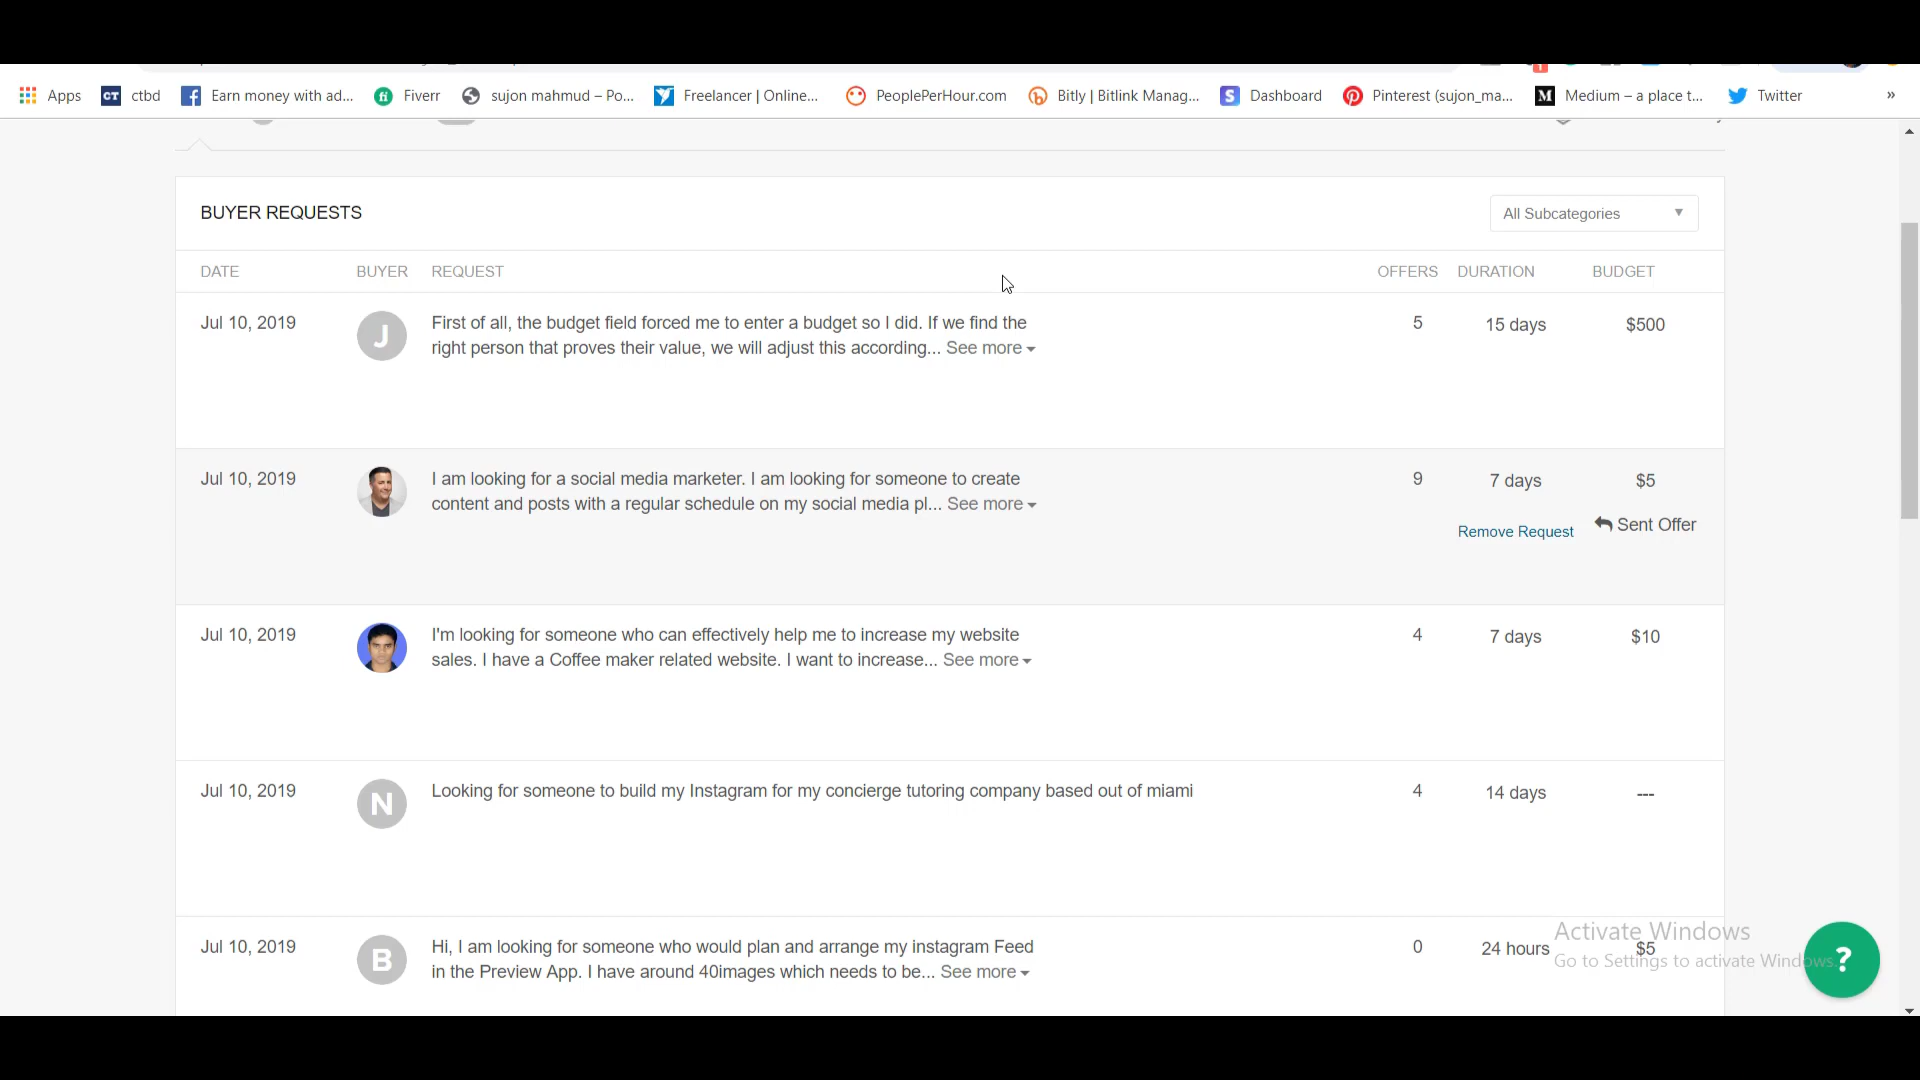 Apps ctbd Earn money with ad... Fiverr sujon mahmud – Po... Freelancer | Online... PeoplePerHour.com Bitly | Bitlink Manag... Dashboard Pinterest (sujon_ma... Medium – a place t... Twitter »
BUYER REQUESTS All Subcategories
DATE BUYER REQUEST OFFERS DURATION BUDGET
Jul 10, 2019 J First of all, the budget field forced me to enter a budget so I did. If we find the 5 15 days $500
right person that proves their value, we will adjust this according... See more
Jul 10, 2019 I am looking for a social media marketer. I am looking for someone to create 9 7 days $5
content and posts with a regular schedule on my social media pl... See more
Remove Request Sent Offer
Jul 10, 2019 I'm looking for someone who can effectively help me to increase my website 4 7 days $10
sales. I have a Coffee maker related website. I want to increase... See more
Jul 10, 2019 N Looking for someone to build my Instagram for my concierge tutoring company based out of miami 4 14 days ---
Jul 10, 2019 B Hi, I am looking for someone who would plan and arrange my instagram Feed 0 24 hours $5
in the Preview App. I have around 40images which needs to be... See more
Activate Windows
Go to Settings to activate Windows
?